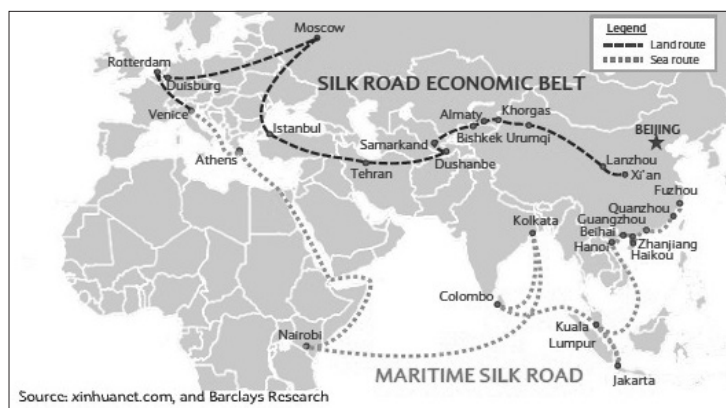 Moscow
Legend
Land route
Sea route
Rotterdam
Duisburg
SILK ROAD ECONOMIC BELT
Venice
Almaty
Khorgas
Istanbul
Samarkand
Bishkek Urumqi
BEIJING
Athens
Tehran
Dushanbe
Lanzhou
Xi'an
Fuzhou
Kolkata
Quanzhou
Guangzhou
Beihai
Hanoi
Zhanjiang
Haikou
Colombo
Nairobi
Kuala
Lumpur
MARITIME SILK ROAD
Jakarta
Source: xinhuanet.com, and Barclays Research